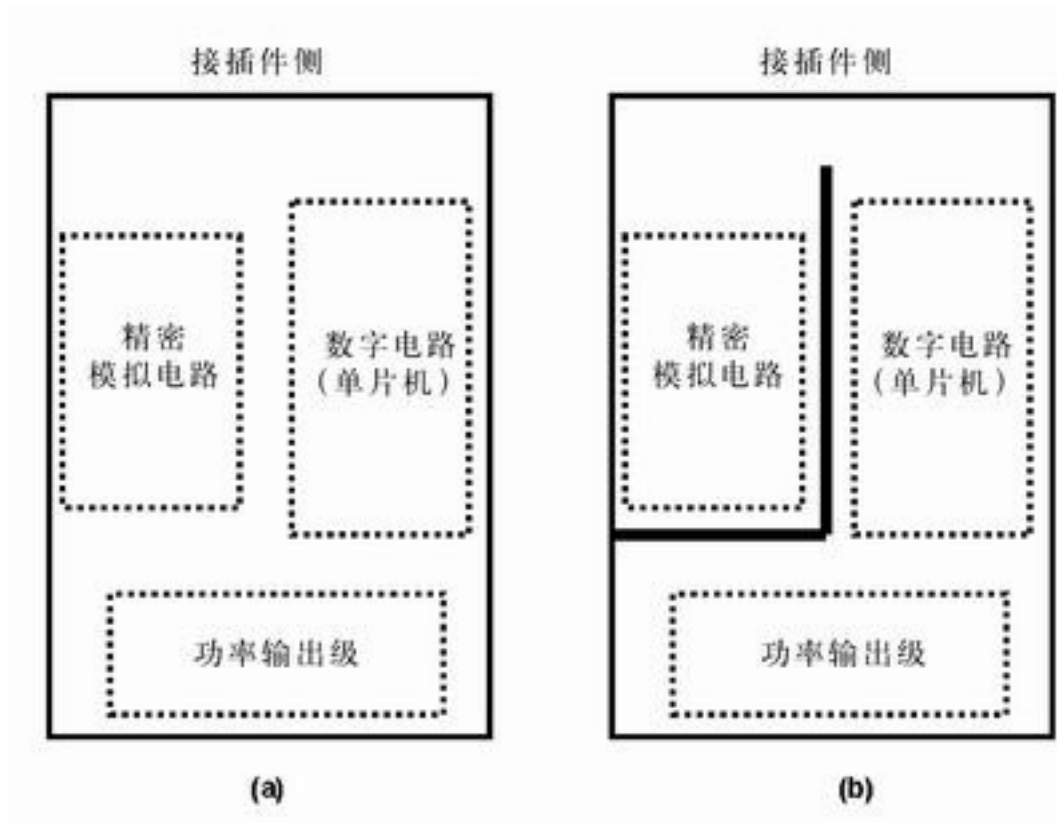 接插件侧
精密
模拟电路
数字电路
(单片机)
功率输出级
(a)
接插件侧
精密
模拟电路
数字电路
(单片机)
功率输出级
(b)